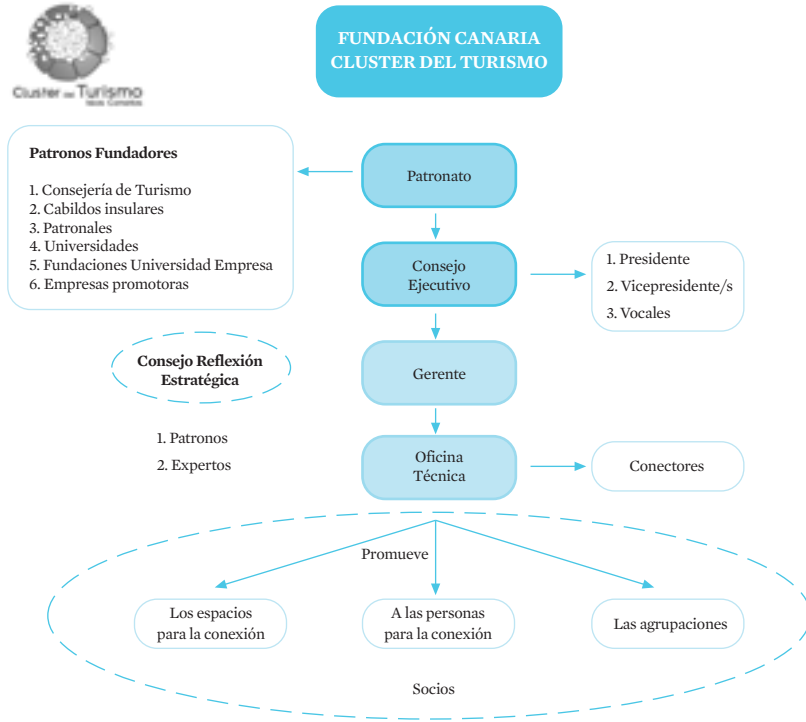 Cluster del Turismo
Islas Canarias
FUNDACIÓN CANARIA
CLUSTER DEL TURISMO
Patronos Fundadores
1. Consejería de Turismo
2. Cabildos insulares
3. Patronales
4. Universidades
5. Fundaciones Universidad Empresa
6. Empresas promotoras
Patronato
Consejo
Ejecutivo
1. Presidente
2. Vicepresidente/s
3. Vocales
Consejo Reflexión
Estratégica
1. Patronos
2. Expertos
Gerente
Oficina
Técnica
Conectores
Promueve
Los espacios
para la conexión
A las personas
para la conexión
Las agrupaciones
Socios